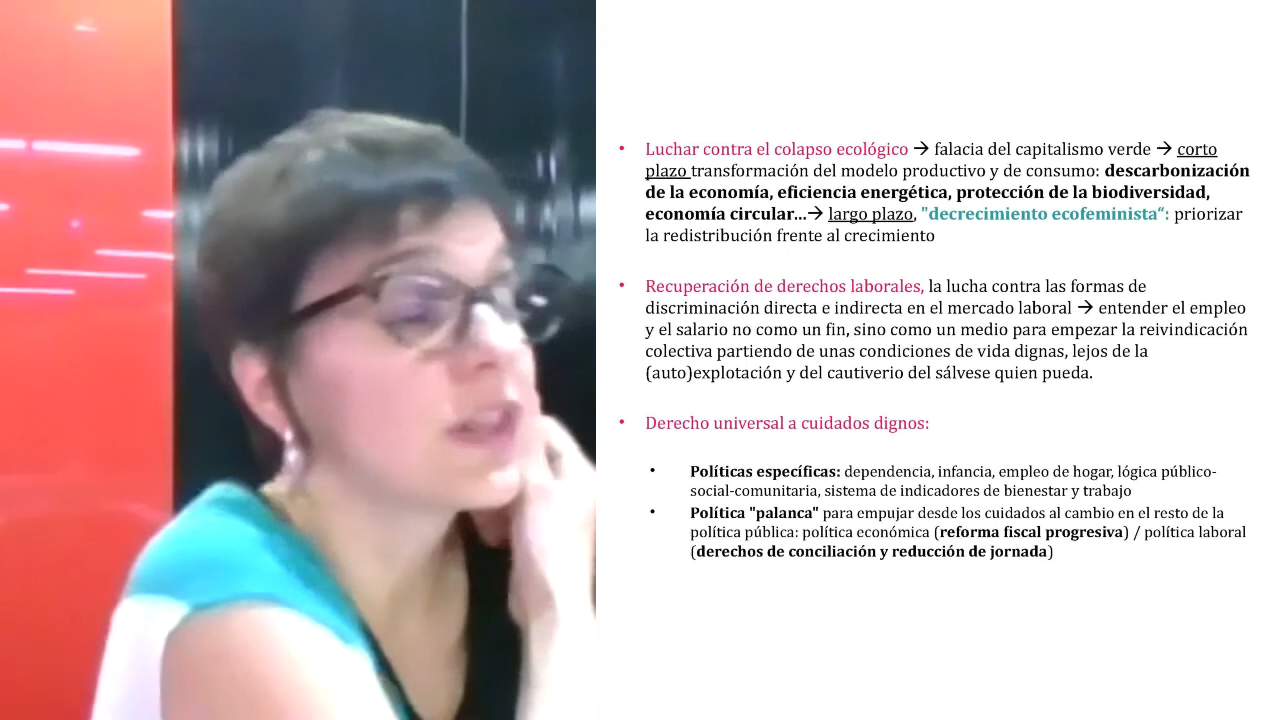 • Luchar contra el colapso ecológico → falacia del capitalismo verde → corto
plazo transformación del modelo productivo y de consumo: descarbonización
de la economía, eficiencia energética, protección de la biodiversidad,
economía circular...→ largo plazo, "decrecimiento ecofeminista“: priorizar
la redistribución frente al crecimiento
• Recuperación de derechos laborales, la lucha contra las formas de
discriminación directa e indirecta en el mercado laboral → entender el empleo
y el salario no como un fin, sino como un medio para empezar la reivindicación
colectiva partiendo de unas condiciones de vida dignas, lejos de la
(auto)explotación y del cautiverio del sálvese quien pueda.
• Derecho universal a cuidados dignos:
• Políticas específicas: dependencia, infancia, empleo de hogar, lógica público-
social-comunitaria, sistema de indicadores de bienestar y trabajo
• Política "palanca" para empujar desde los cuidados al cambio en el resto de la
política pública: política económica (reforma fiscal progresiva) / política laboral
(derechos de conciliación y reducción de jornada)